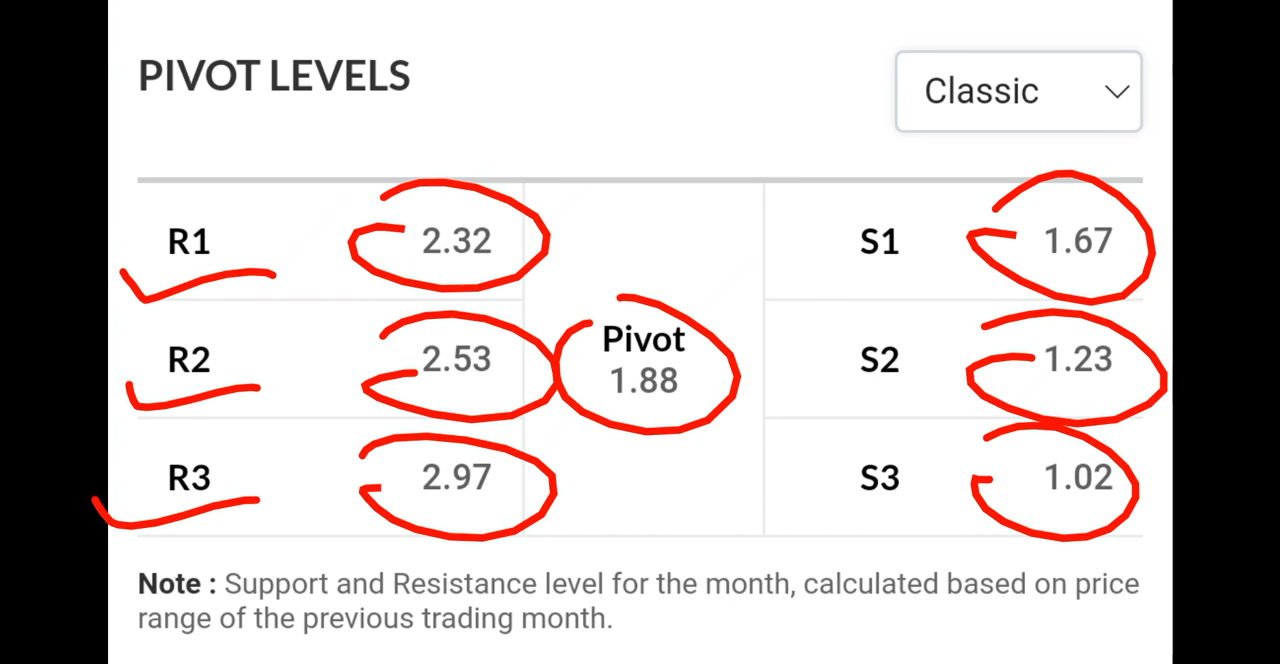 PIVOT LEVELS
Classic
R1 2.32 S1 1.67
Pivot
R2 2.53 1.88 S2 1.23
R3 2.97 S3 1.02
Note : Support and Resistance level for the month, calculated based on price
range of the previous trading month.